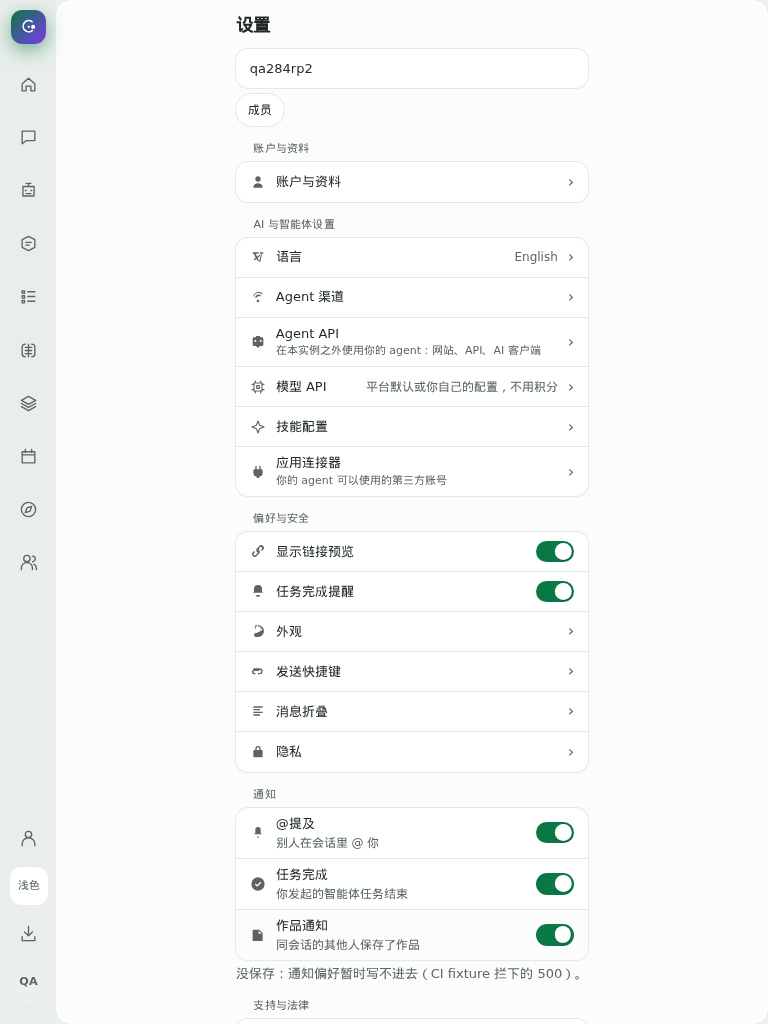 设置
qa284rp2
成员
账户与资料
账户与资料
AI 与智能体设置
语言 English
Agent 渠道
Agent API
在本实例之外使用你的 agent：网站、API、AI 客户端
模型 API 平台默认或你自己的配置，不用积分
技能配置
应用连接器
你的 agent 可以使用的第三方账号
偏好与安全
显示链接预览
任务完成提醒
外观
发送快捷键
消息折叠
隐私
通知
@提及
别人在会话里 @ 你
任务完成
你发起的智能体任务结束
作品通知
同会话的其他人保存了作品
没保存：通知偏好暂时写不进去（CI fixture 拦下的 500）。
支持与法律
浅色
QA